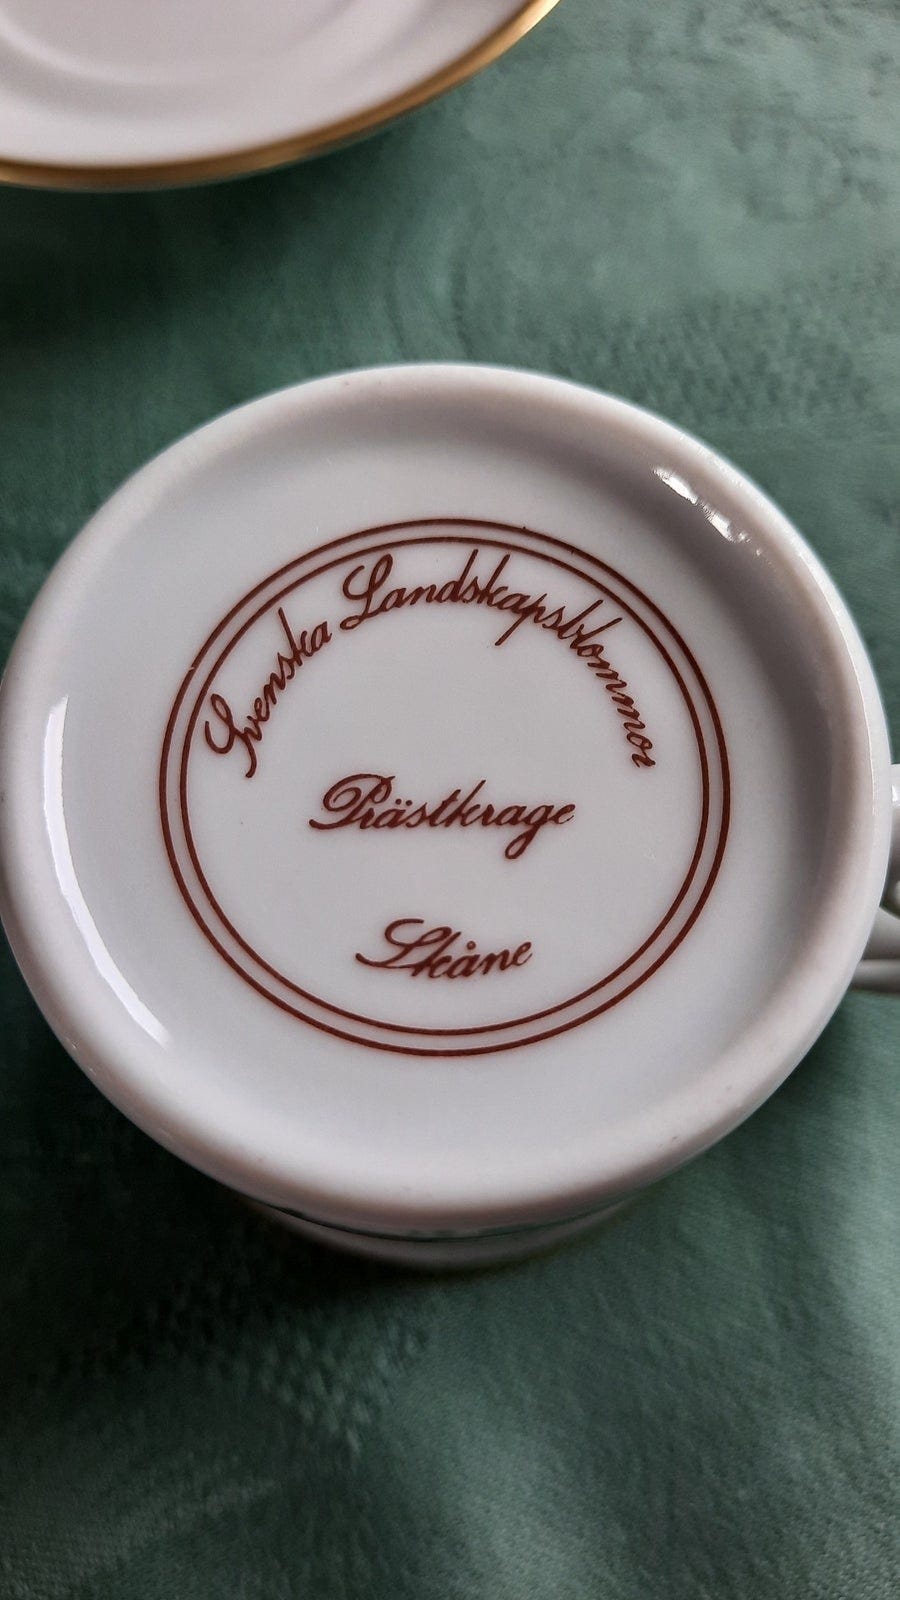 Svenska Landskapsblommor
Prästkrage
Skåne